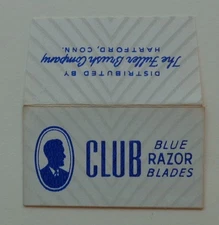 DISTRIBUTED BY
The Fuller Brush Company
HARTFORD, CONN.
CLUB
BLUE
RAZOR
BLADES